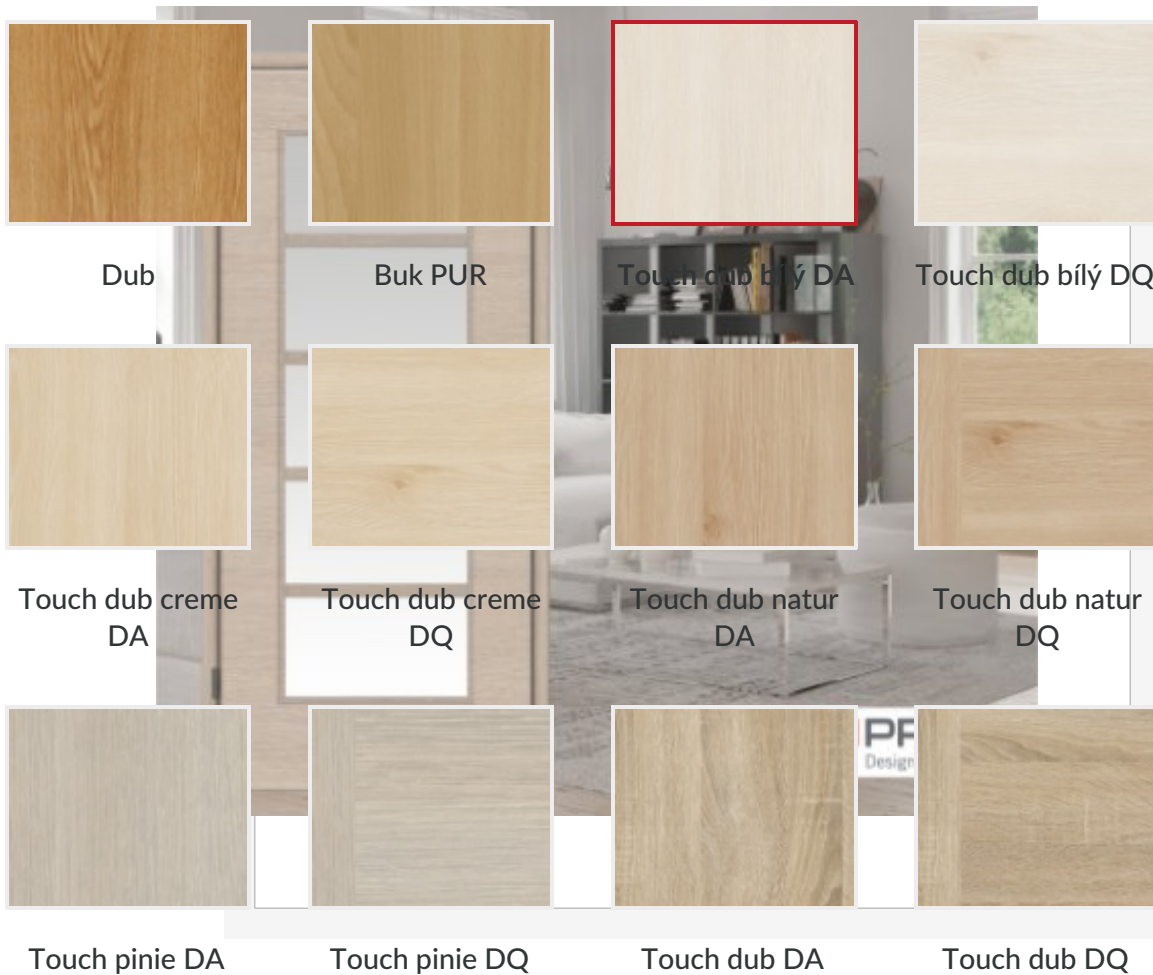 Dub
Buk PUR
Touch dub bílý DA
Touch dub bílý DQ
Touch dub creme
DA
Touch dub creme
DQ
Touch dub natur
DA
Touch dub natur
DQ
PR
Design
Touch pinie DA
Touch pinie DQ
Touch dub DA
Touch dub DQ